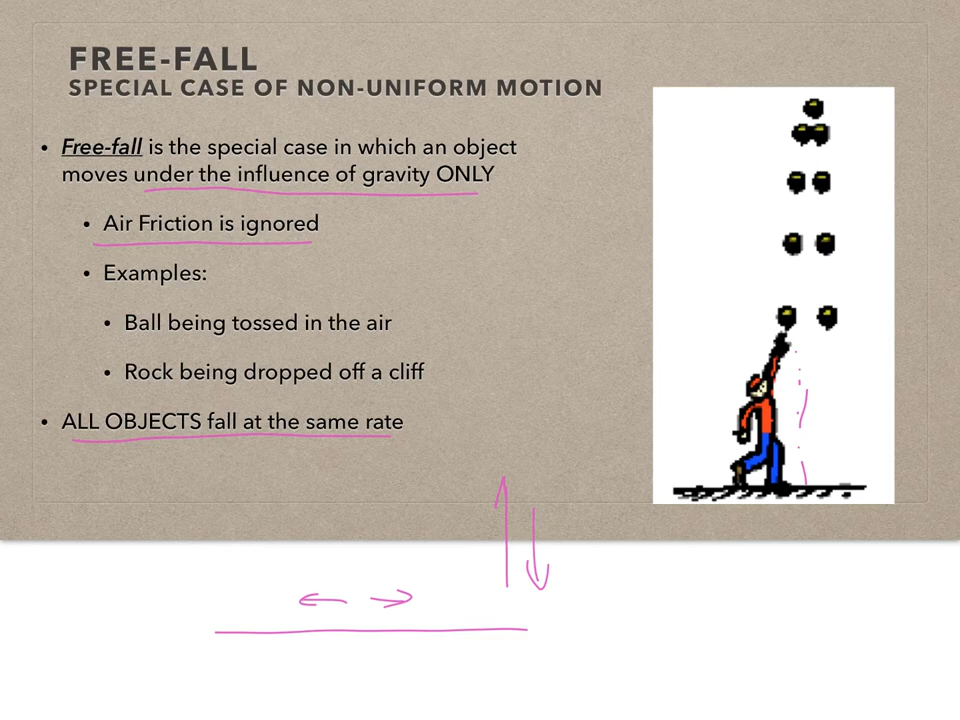 FREE-FALL
SPECIAL CASE OF NON-UNIFORM MOTION
• Free-fall is the special case in which an object
moves under the influence of gravity ONLY
• Air Friction is ignored
• Examples:
• Ball being tossed in the air
• Rock being dropped off a cliff
• ALL OBJECTS fall at the same rate